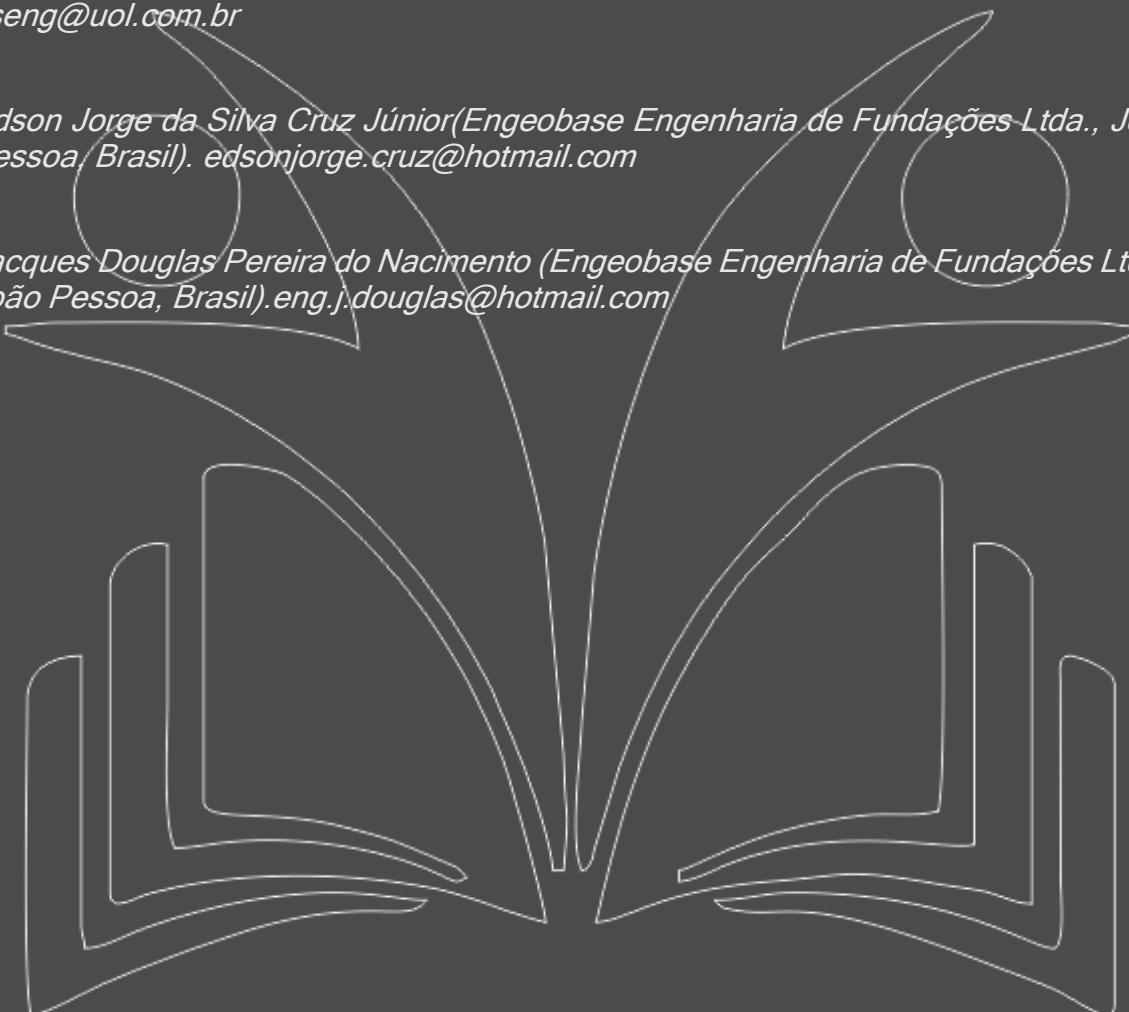 seng@uol.com.br
dson Jorge da Silva Cruz Júnior(Engeobase Engenharia de Fundações Ltda., Jo
essoa, Brasil). edsonjorge.cruz@hotmail.com
acques Douglas Pereira do Nacimento (Engeobase Engenharia de Fundações Lt
oão Pessoa, Brasil).eng.j.douglas@hotmail.com